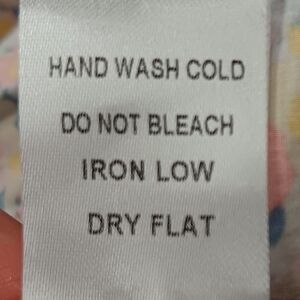 HAND WASH COLD
DO NOT BLEACH
IRON LOW
DRY FLAT